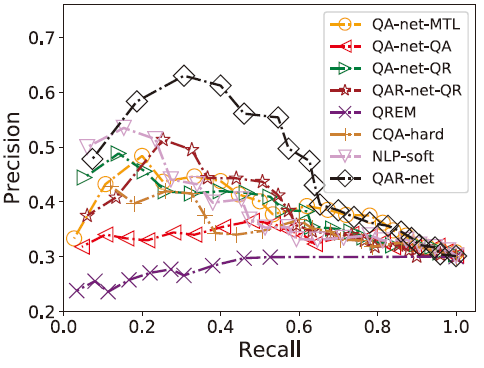 0.7
0.6
0.5
0.4
0.3
0.2
Precision
0.0
0.2
0.4
0.6
0.8
1.0
Recall
QA-net-MTL
QA-net-QA
QA-net-QR
QAR-net-QR
QREM
CQA-hard
NLP-soft
QAR-net